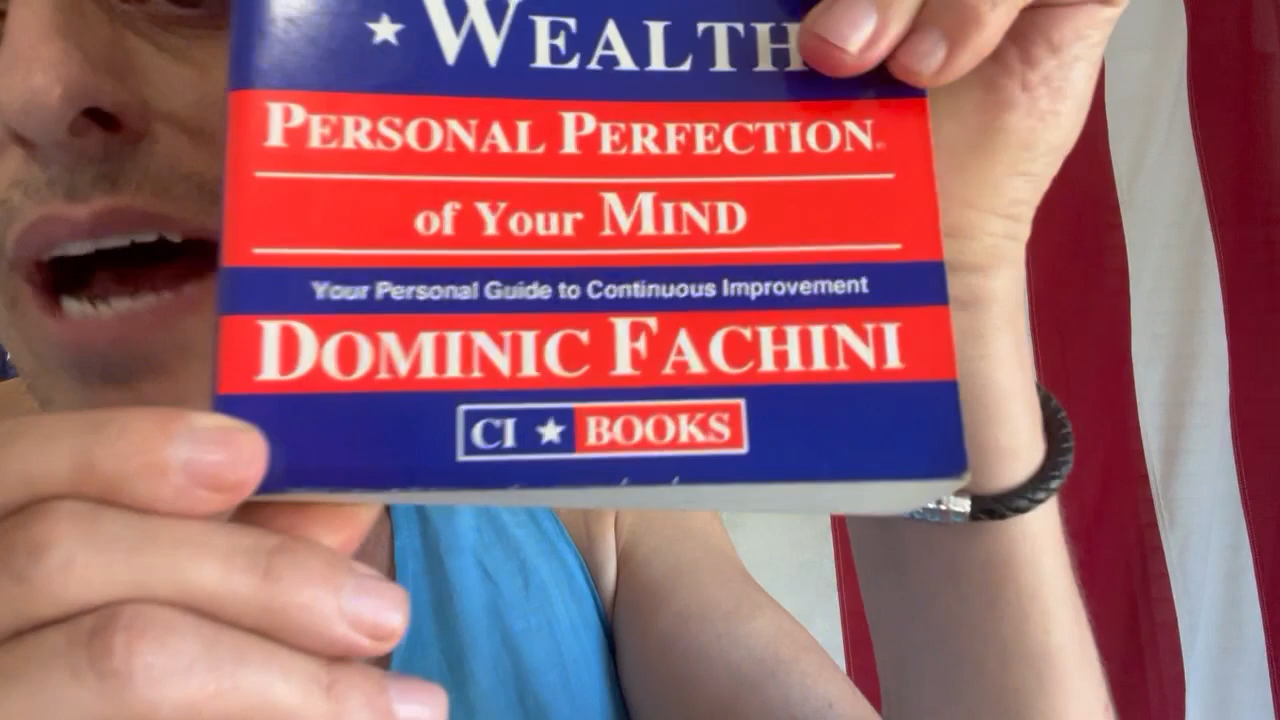 ★ WEALTH
PERSONAL PERFECTION
of Your MIND
Your Personal Guide to Continuous Improvement
DOMINIC FACHINI
CI ★ BOOKS